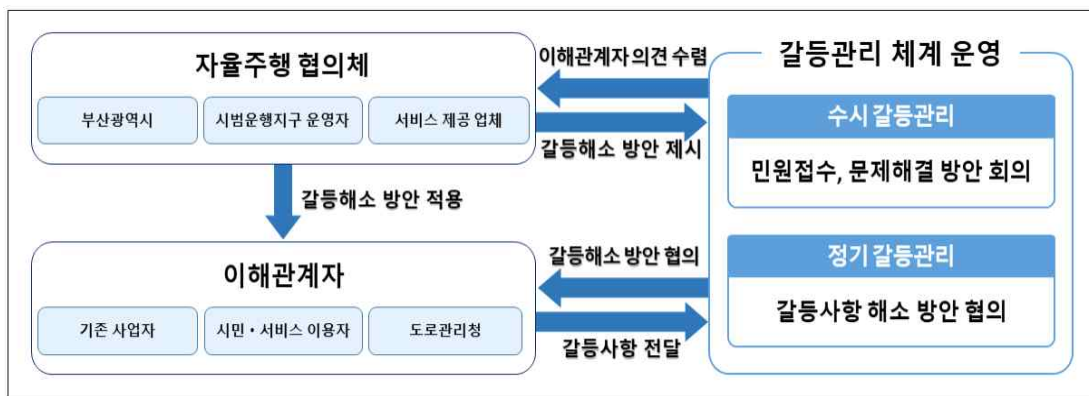 자율주행 협의체
부산광역시
시범운행지구 운영자
서비스 제공 업체
이해관계자 의견 수렴
갈등해소 방안 제시
갈등관리 체계 운영
수시 갈등관리
민원접수, 문제해결 방안 회의
갈등해소 방안 적용
이해관계자
기존 사업자
시민・서비스 이용자
도로관리청
갈등해소 방안 협의
갈등사항 전달
정기 갈등관리
갈등사항 해소 방안 협의